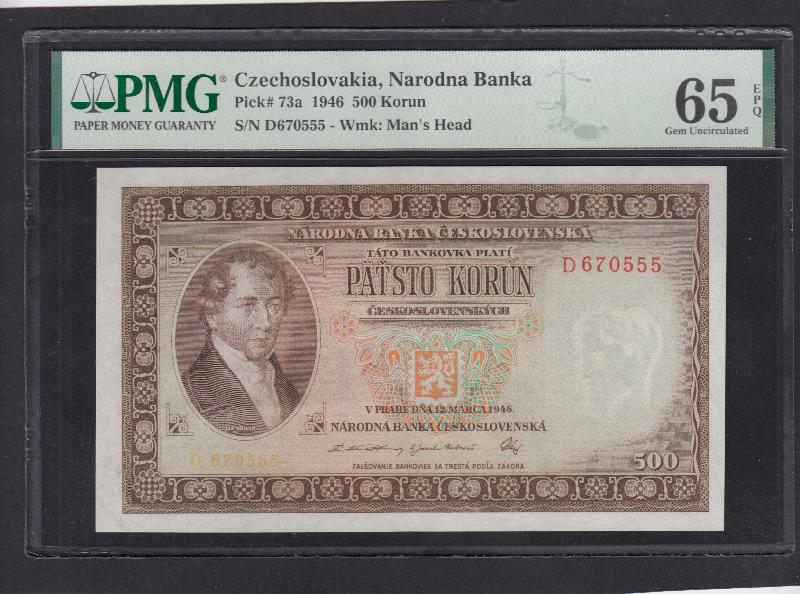 PMG®
PAPER MONEY GUARANTY
Czechoslovakia, Narodna Banka
Pick# 73a 1946 500 Korun
S/N D670555 - Wmk: Man's Head
65 EPQ
Gem Uncirculated
NÁRODNÁ BANKA ČESKOSLOVENSKÁ
TÁTO BANKOVKA PLATÍ
PÄŤSTO KORÚN
D 670555
ČESKOSLOVENSKÝCH
V PRAHE DŇA 12. MARCA 1946.
NÁRODNÁ BANKA ČESKOSLOVENSKÁ
D 670555
500
FALŠOVANIE BANKOVIEK SA TRESTÁ PODĽA ZÁKONA